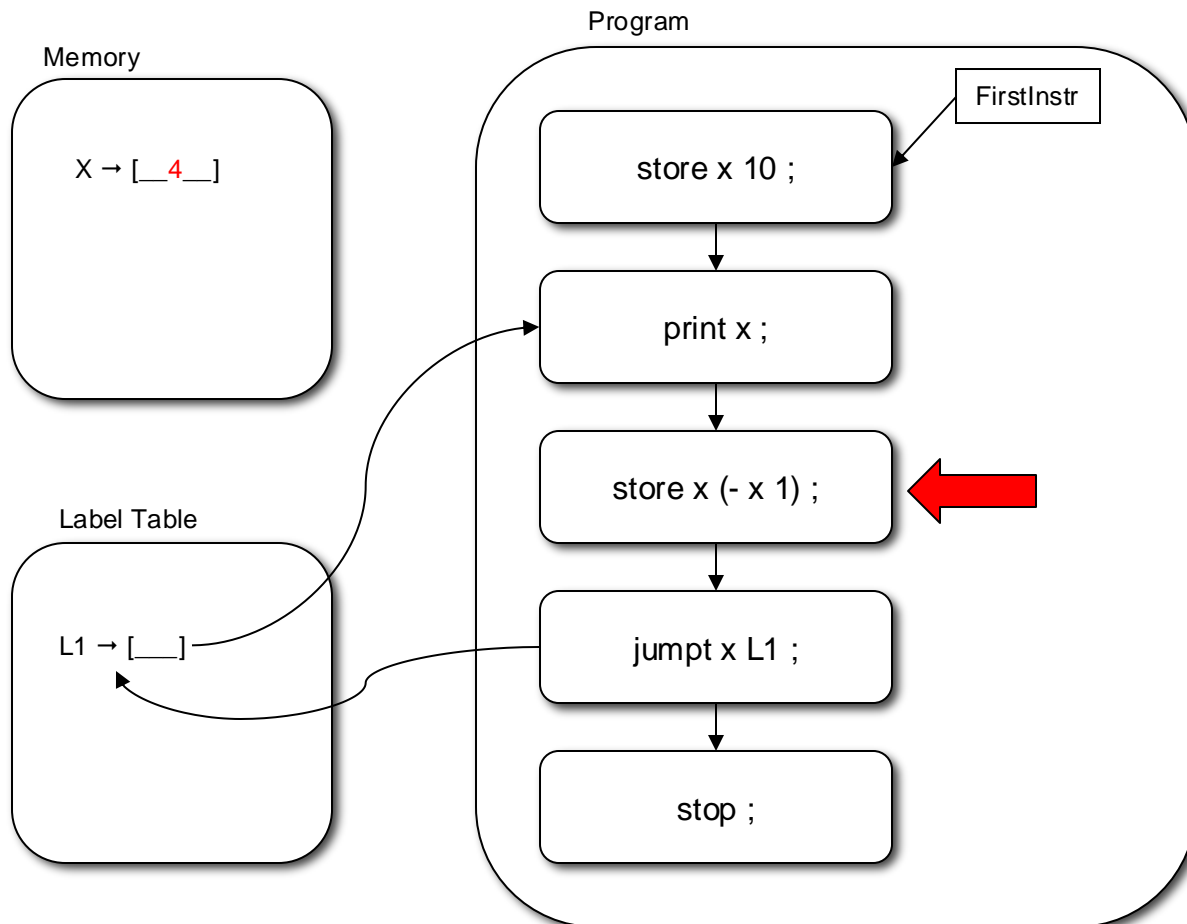 Program
Memory
FirstInstr
store x 10 ;
X → [__4__]
print x ;
store x (- x 1) ;
Label Table
L1 → [___]
jumpt x L1 ;
stop ;